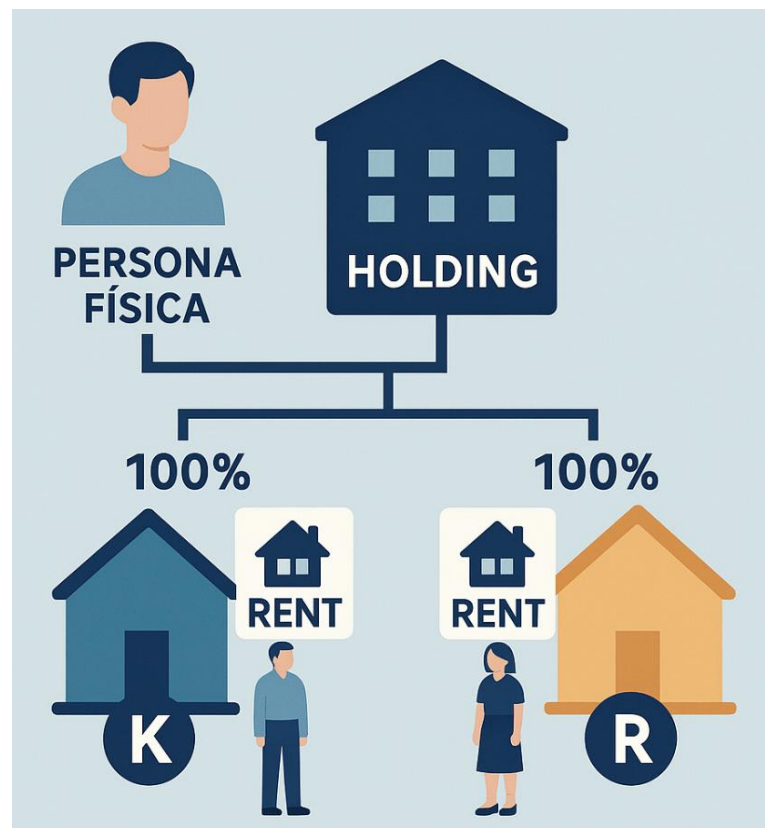 PERSONA
FÍSICA
HOLDING
100%
100%
RENT
RENT
K
R